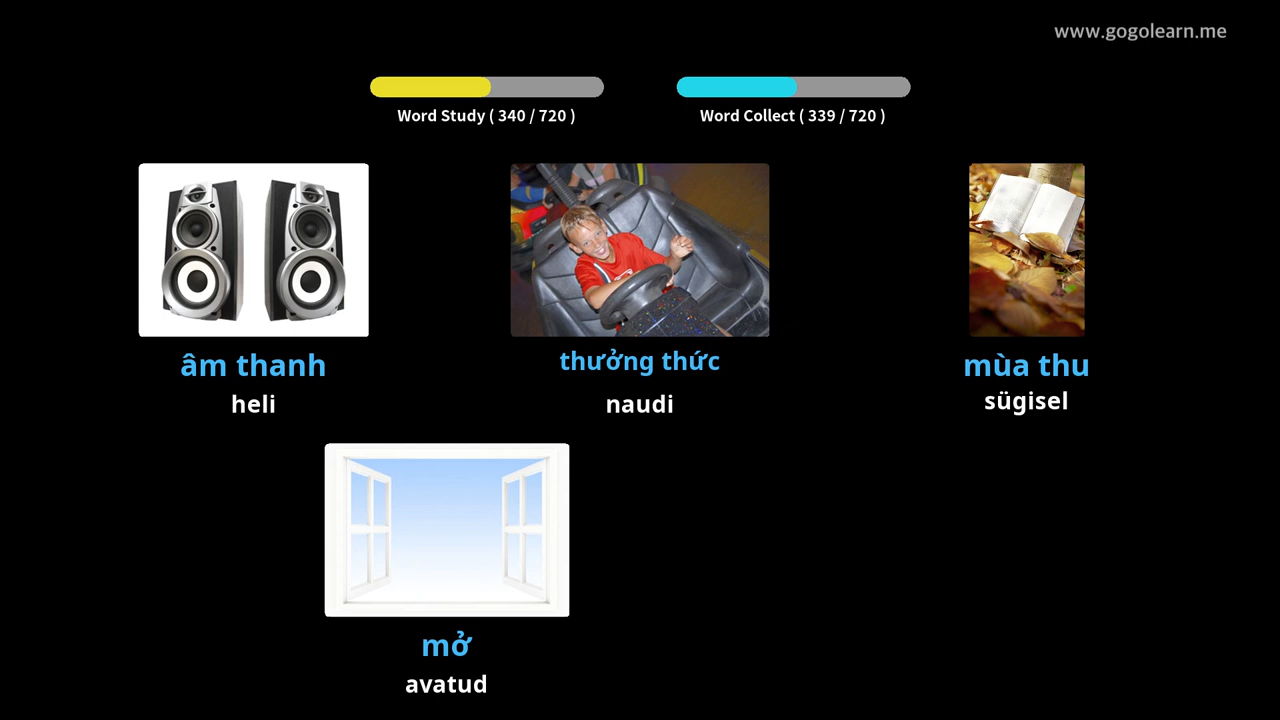 www.gogolearn.me
Word Study ( 340 / 720 )
Word Collect ( 339 / 720 )
âm thanh
heli
thưởng thức
naudi
mùa thu
sügisel
mở
avatud